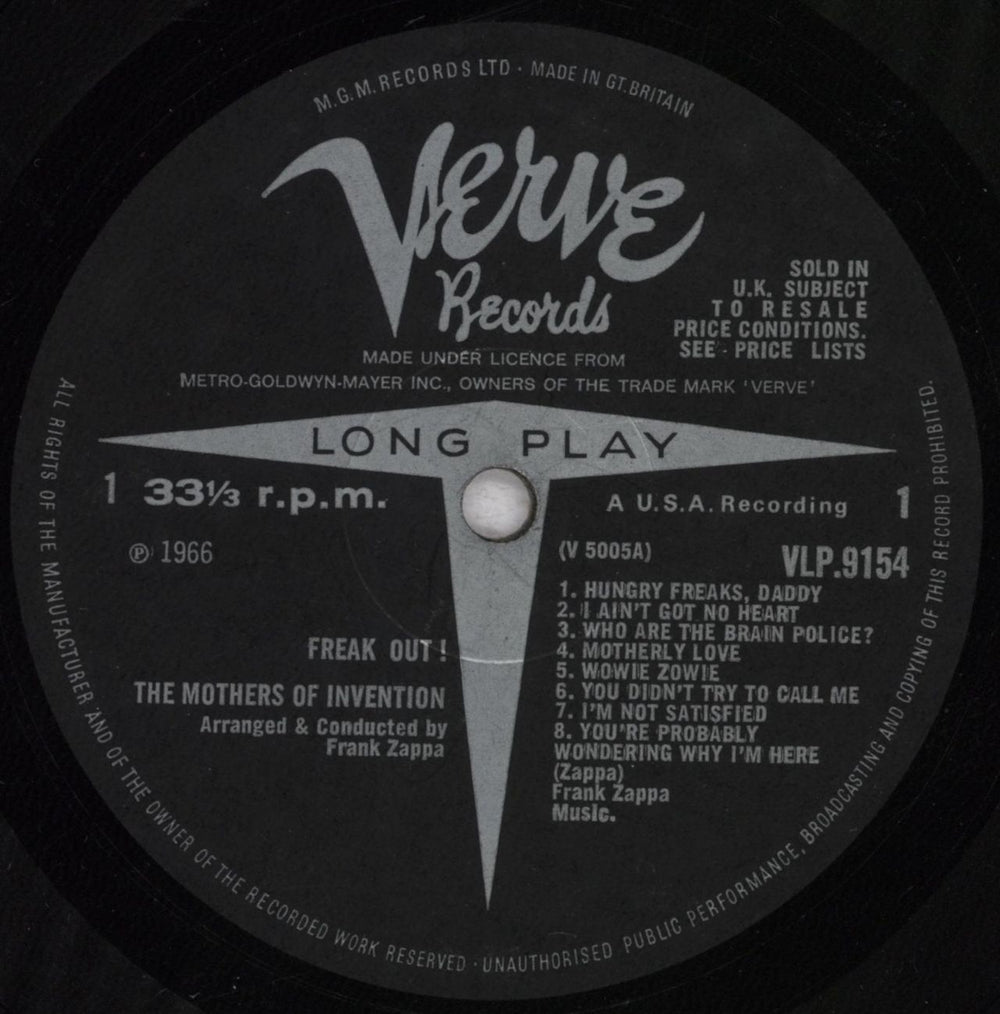 M.G.M. RECORDS LTD · MADE IN GT. BRITAIN
Verve
Records
SOLD IN
U.K. SUBJECT
TO RESALE
PRICE CONDITIONS.
SEE - PRICE LISTS
MADE UNDER LICENCE FROM
METRO-GOLDWYN-MAYER INC., OWNERS OF THE TRADE MARK 'VERVE'
LONG PLAY
1 33⅓ r.p.m.
A U.S.A. Recording 1
℗ 1966
(V 5005A) VLP.9154
1. HUNGRY FREAKS, DADDY
2. I AIN'T GOT NO HEART
3. WHO ARE THE BRAIN POLICE?
4. MOTHERLY LOVE
5. WOWIE ZOWIE
6. YOU DIDN'T TRY TO CALL ME
7. I'M NOT SATISFIED
8. YOU'RE PROBABLY
WONDERING WHY I'M HERE
(Zappa)
Frank Zappa
Music.
FREAK OUT!
THE MOTHERS OF INVENTION
Arranged & Conducted by
Frank Zappa
ALL RIGHTS OF THE MANUFACTURER AND OF THE OWNER OF THE RECORDED WORK RESERVED · UNAUTHORISED PUBLIC PERFORMANCE, BROADCASTING AND COPYING OF THIS RECORD PROHIBITED.